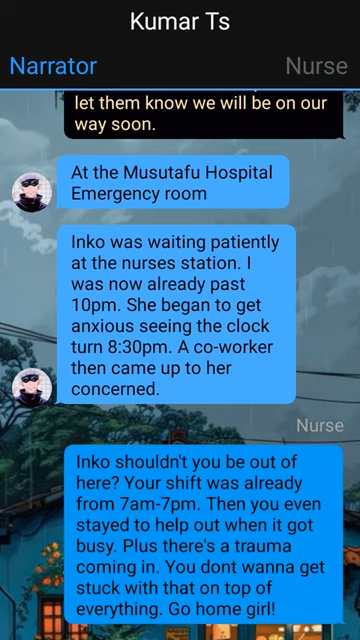 Kumar Ts
Narrator
Nurse
let them know we will be on our
way soon.
At the Musutafu Hospital
Emergency room
Inko was waiting patiently
at the nurses station. I
was now already past
10pm. She began to get
anxious seeing the clock
turn 8:30pm. A co-worker
then came up to her
concerned.
Nurse
Inko shouldn't you be out of
here? Your shift was already
from 7am-7pm. Then you even
stayed to help out when it got
busy. Plus there's a trauma
coming in. You dont wanna get
stuck with that on top of
everything. Go home girl!